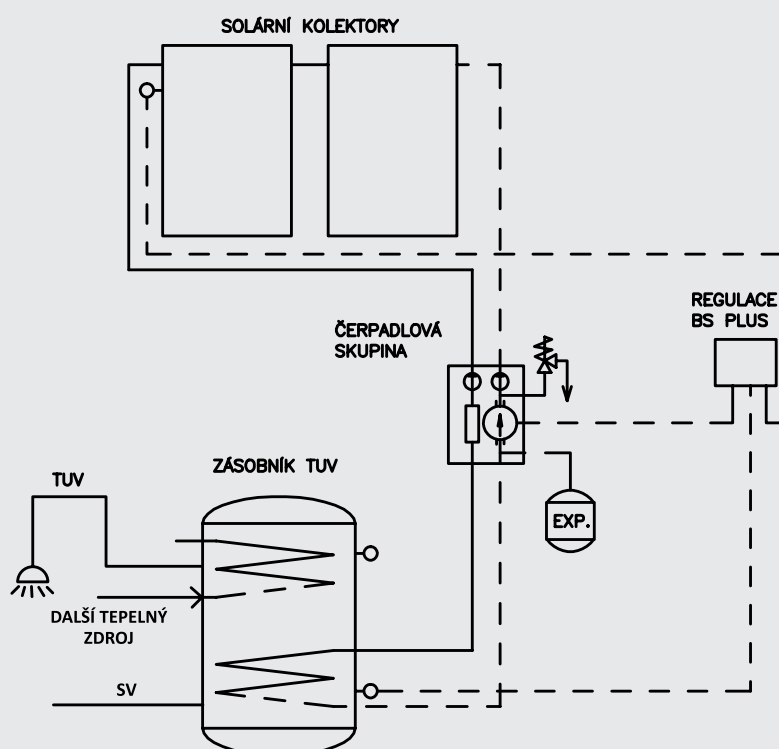 SOLÁRNÍ KOLEKTORY
REGULACE
BS PLUS
ČERPADLOVÁ
SKUPINA
ZÁSOBNÍK TUV
TUV
EXP.
DALŠÍ TEPELNÝ
ZDROJ
SV